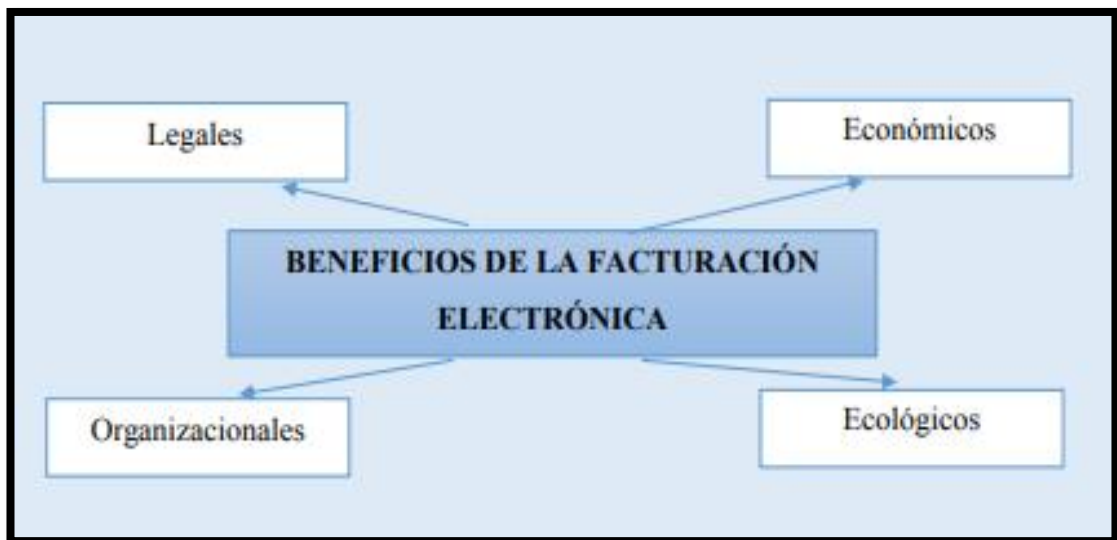 Legales
Económicos
BENEFICIOS DE LA FACTURACIÓN
ELECTRÓNICA
Organizacionales
Ecológicos